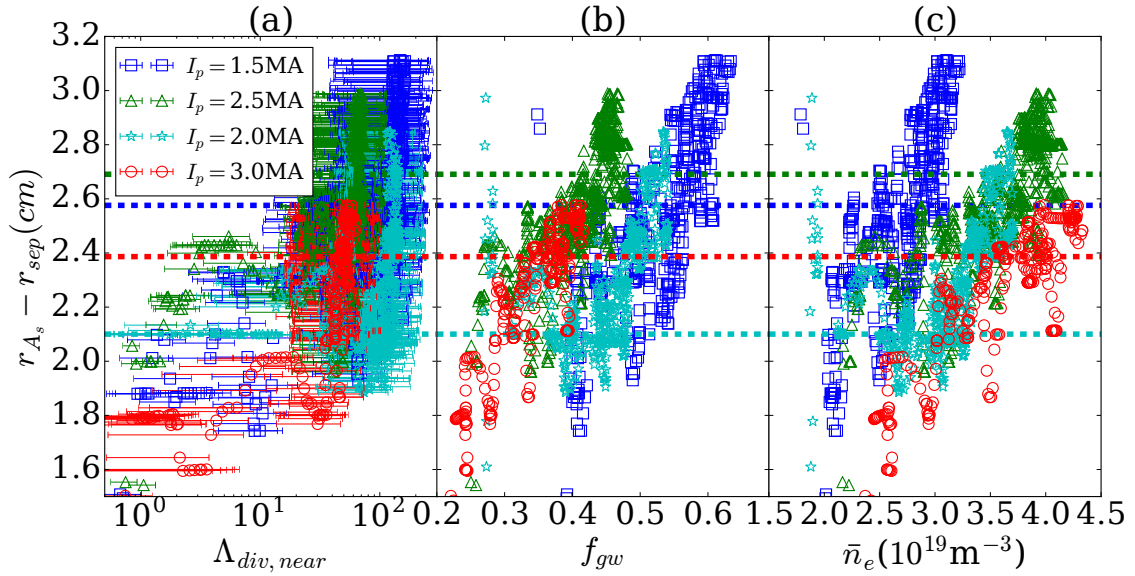 (a) (b) (c)
3.2
3.0
2.8
2.6
2.4
2.2
2.0
1.8
1.6
r_{A_s} − r_{sep}(cm)
I_p = 1.5MA
I_p = 2.5MA
I_p = 2.0MA
I_p = 3.0MA
10^0 10^1 10^2 0.2 0.3 0.4 0.5 0.6 1.5 2.0 2.5 3.0 3.5 4.0 4.5
Λ_{div, near} f_{gw} n̄_e(10^{19}m^{−3})